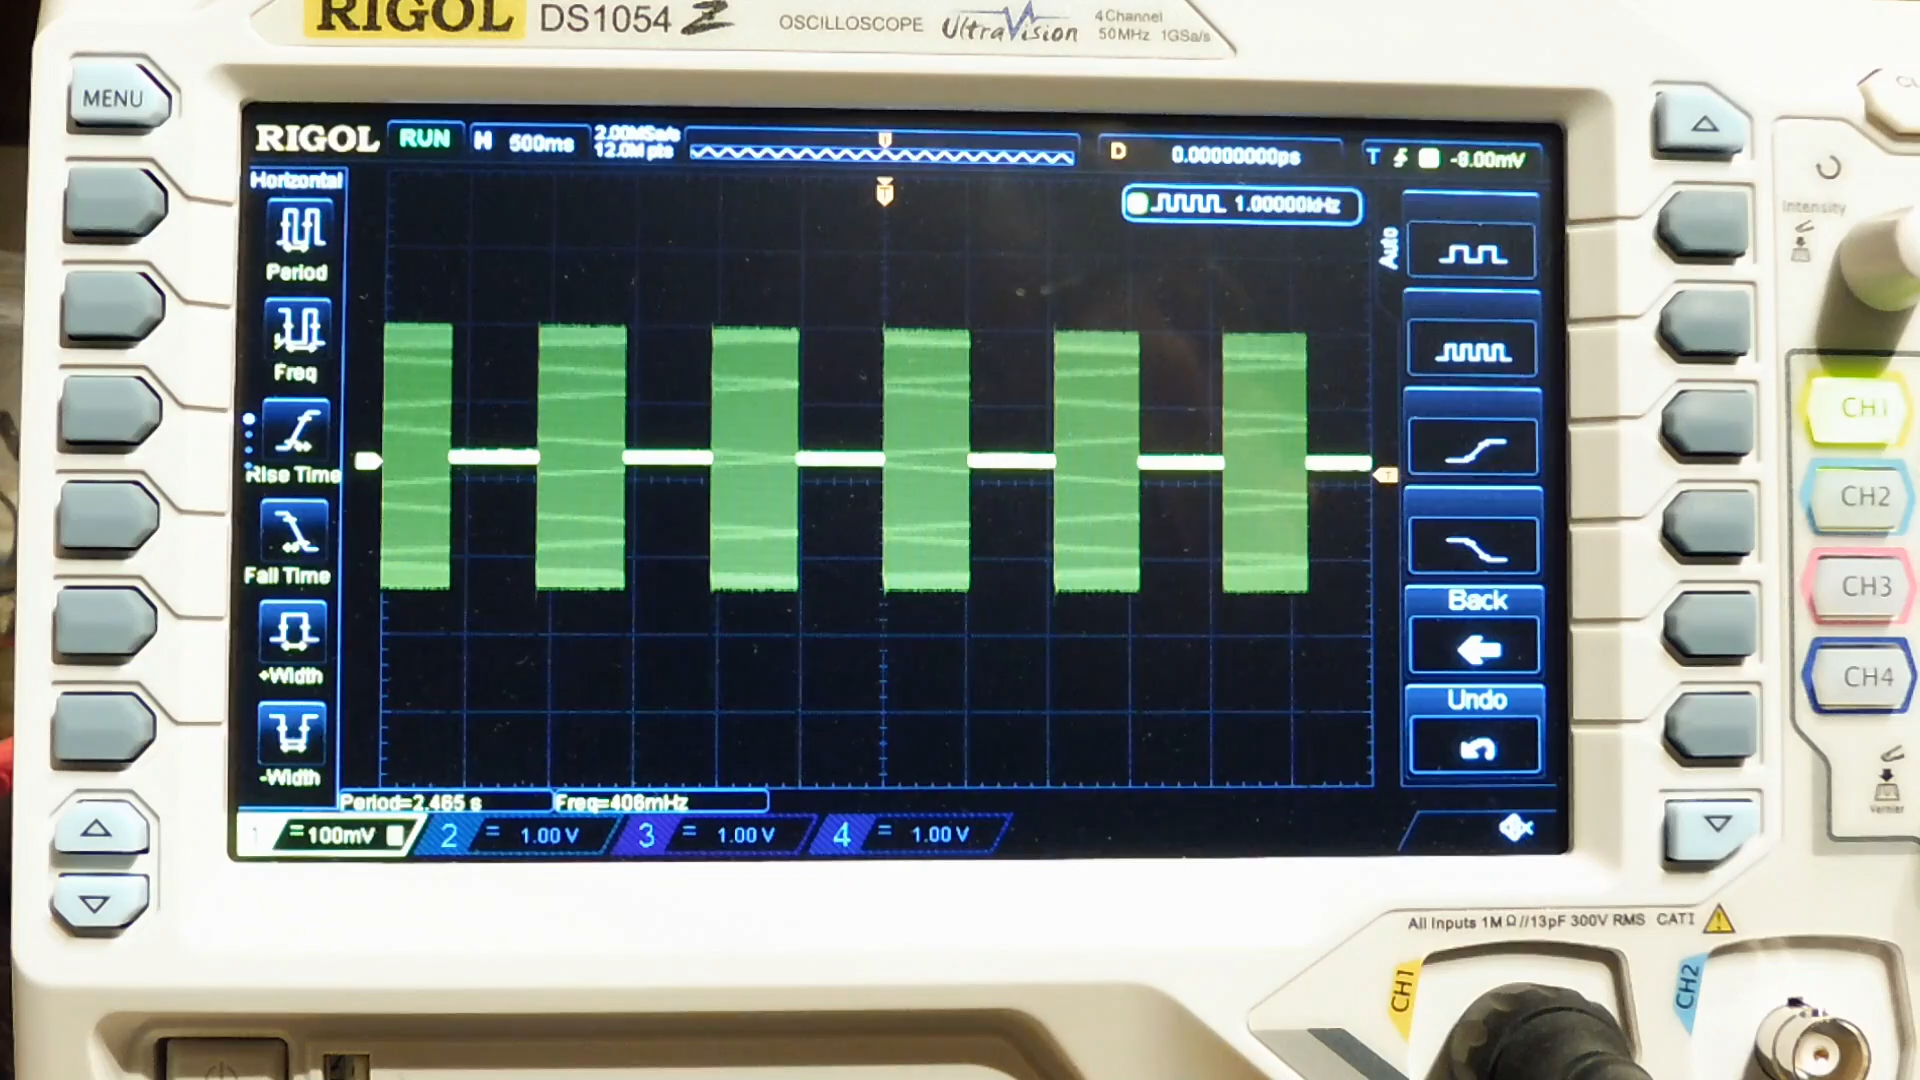 RIGOL DS1054 Z OSCILLOSCOPE UltraVision 4 Channel
50MHz 1GSa/s
MENU
RIGOL RUN H 500ms 2.00MSa/s
12.0M pts
D 0.00000000ps T -8.00mV
Horizontal
1.00000kHz
Period
Auto
Intensity
Freq
CH1
Rise Time
CH2
Fall Time
Back
CH3
+Width
CH4
Undo
-Width
Vernier
Period=2.465 s Freq=406mHz
1 = 100mV 2 = 1.00 V 3 = 1.00 V 4 = 1.00 V
All Inputs 1MΩ//13pF 300V RMS CAT I
CH1
CH2